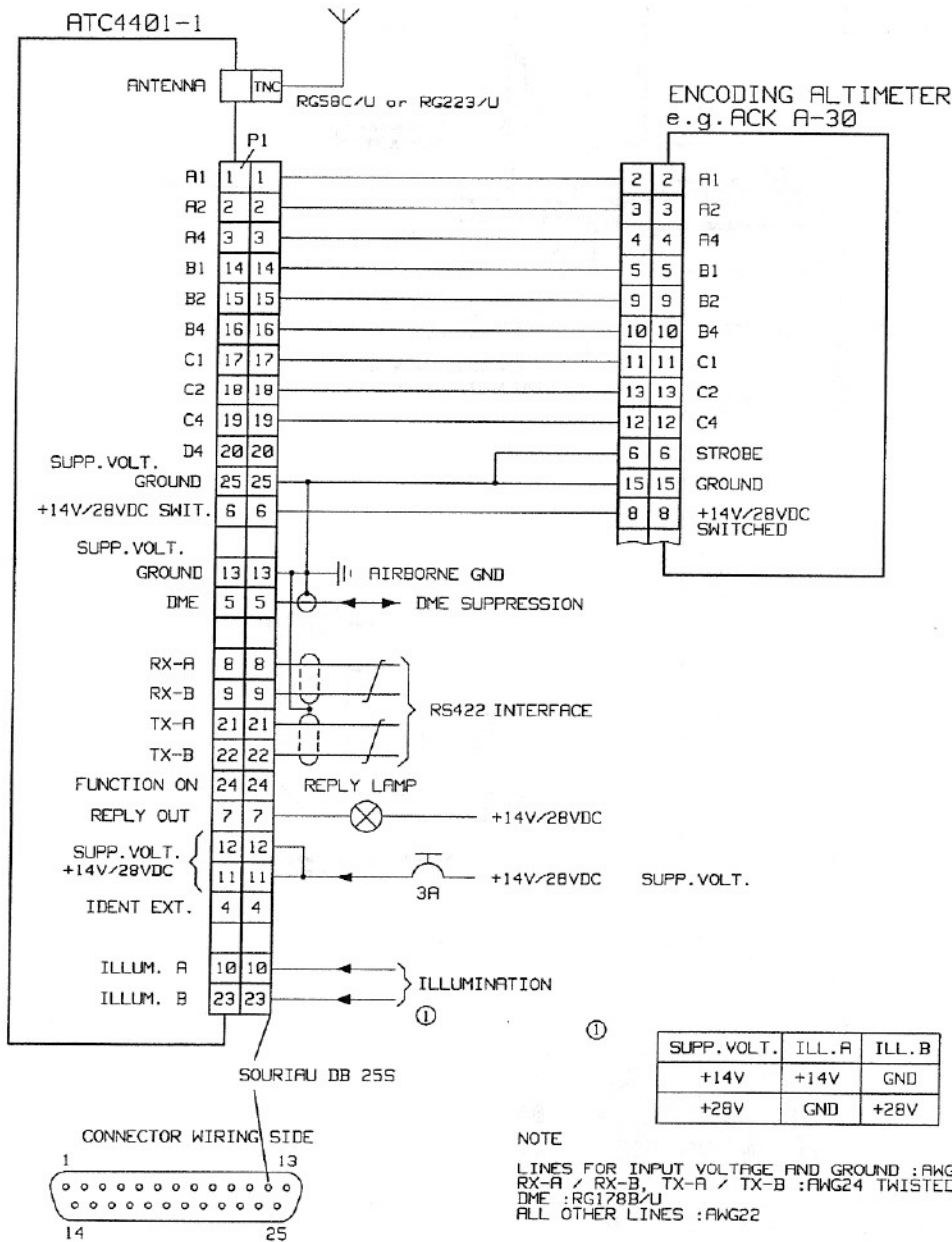 ATC4401-1
ANTENNA TNC
RG58C/U or RG223/U
ENCODING ALTIMETER
e.g. ACK A-30
P1
A1 1 1 2 2 A1
A2 2 2 3 3 A2
A4 3 3 4 4 A4
B1 14 14 5 5 B1
B2 15 15 9 9 B2
B4 16 16 10 10 B4
C1 17 17 11 11 C1
C2 18 18 13 13 C2
C4 19 19 12 12 C4
D4 20 20 6 6 STROBE
SUPP.VOLT.
GROUND 25 25 15 15 GROUND
+14V/28VDC SWIT. 6 6 8 8 +14V/28VDC
SWITCHED
SUPP.VOLT.
GROUND 13 13 AIRBORNE GND
DME 5 5 DME SUPPRESSION
RX-A 8 8
RX-B 9 9
RS422 INTERFACE
TX-A 21 21
TX-B 22 22
FUNCTION ON 24 24 REPLY LAMP
REPLY OUT 7 7 +14V/28VDC
SUPP.VOLT. 12 12
+14V/28VDC 11 11 3A +14V/28VDC SUPP.VOLT.
IDENT EXT. 4 4
ILLUM. A 10 10
ILLUMINATION
ILLUM. B 23 23
1
1
SUPP.VOLT. ILL.A ILL.B
+14V +14V GND
+28V GND +28V
SOURIAU DB 25S
CONNECTOR WIRING SIDE
1 13
14 25
NOTE
LINES FOR INPUT VOLTAGE AND GROUND :AWG
RX-A / RX-B, TX-A / TX-B :AWG24 TWISTED
DME :RG178B/U
ALL OTHER LINES :AWG22